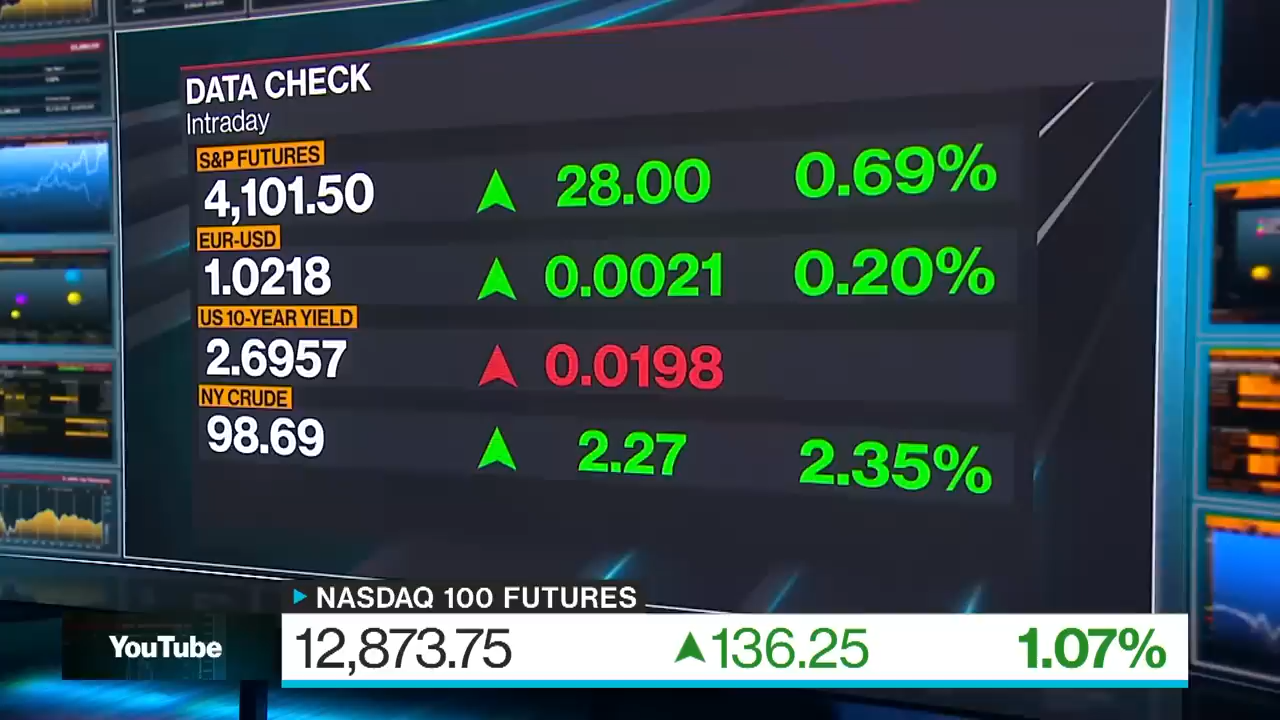 DATA CHECK
Intraday
S&P FUTURES
4,101.50 28.00 0.69%
EUR-USD
1.0218 0.0021 0.20%
US 10-YEAR YIELD
2.6957 0.0198
NY CRUDE
98.69 2.27 2.35%
NASDAQ 100 FUTURES
YouTube 12,873.75 136.25 1.07%